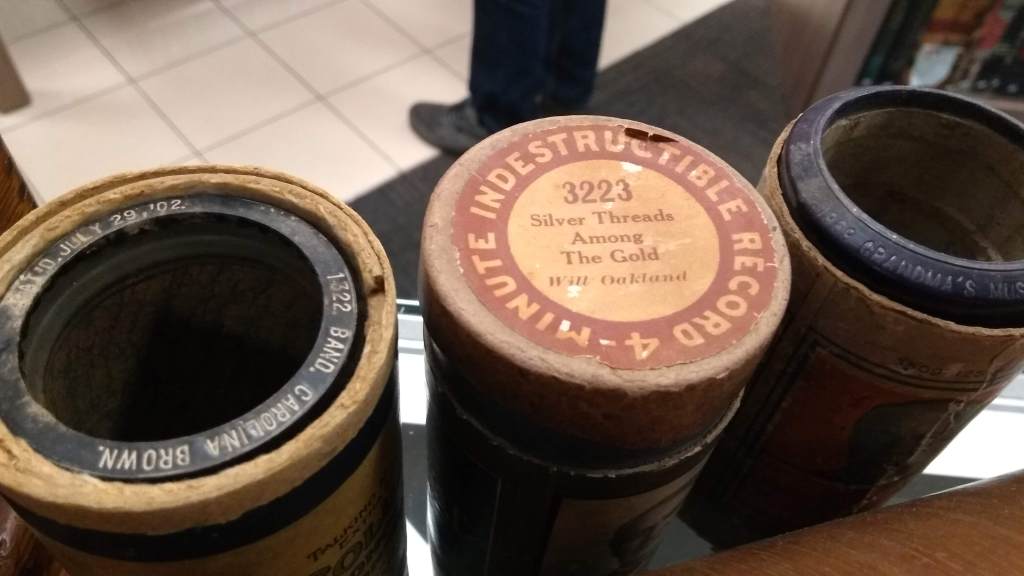 JULY 29, '02.
1322 BAND. CAROLINA BROWN.
INDESTRUCTIBLE RECORD
4-MINUTE
3223
Silver Threads
Among
The Gold
Will Oakland
GRANDMA'S MUS
TALKING